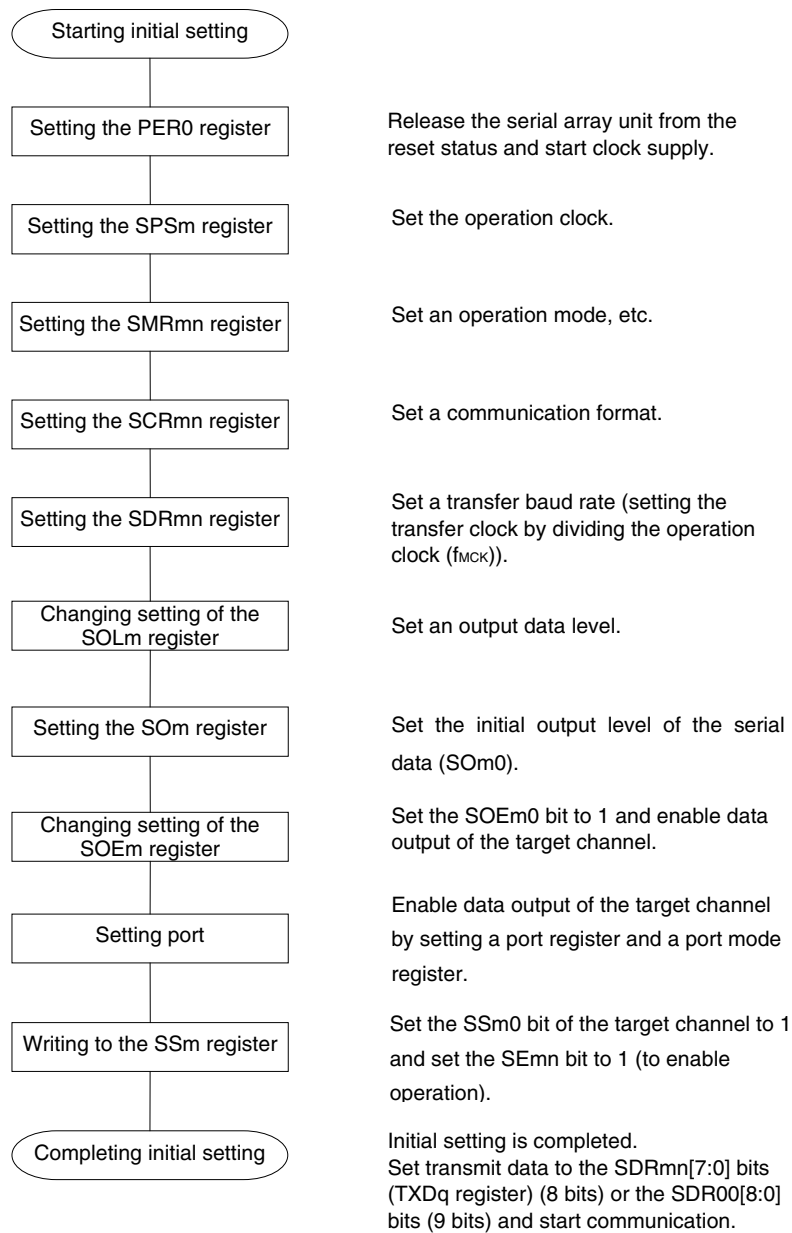 Starting initial setting
Setting the PER0 register
Release the serial array unit from the
reset status and start clock supply.
Setting the SPSm register
Set the operation clock.
Setting the SMRmn register
Set an operation mode, etc.
Setting the SCRmn register
Set a communication format.
Setting the SDRmn register
Set a transfer baud rate (setting the
transfer clock by dividing the operation
clock (fMCK)).
Changing setting of the
SOLm register
Set an output data level.
Setting the SOm register
Set the initial output level of the serial
data (SOm0).
Changing setting of the
SOEm register
Set the SOEm0 bit to 1 and enable data
output of the target channel.
Setting port
Enable data output of the target channel
by setting a port register and a port mode
register.
Writing to the SSm register
Set the SSm0 bit of the target channel to 1
and set the SEmn bit to 1 (to enable
operation).
Completing initial setting
Initial setting is completed.
Set transmit data to the SDRmn[7:0] bits
(TXDq register) (8 bits) or the SDR00[8:0]
bits (9 bits) and start communication.